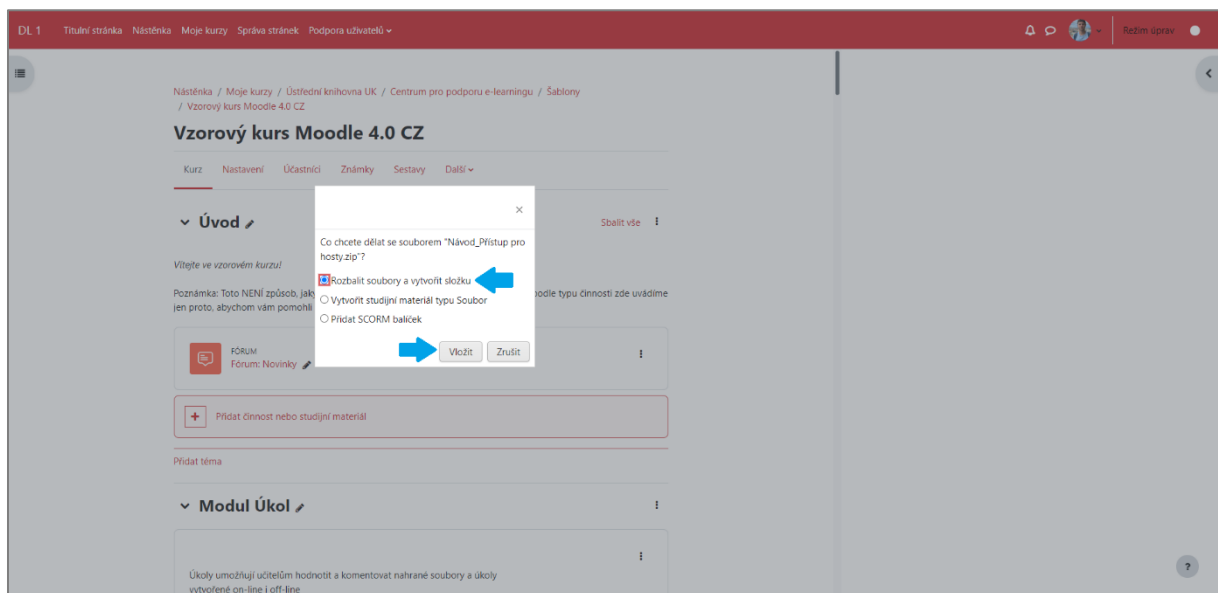 DL 1 Titulní stránka Nástěnka Moje kurzy Správa stránek Podpora uživatelů Režim úprav
Nástěnka / Moje kurzy / Ústřední knihovna UK / Centrum pro podporu e-learningu / Šablony
/ Vzorový kurs Moodle 4.0 CZ
Vzorový kurs Moodle 4.0 CZ
Kurz Nastavení Účastníci Známky Sestavy Další
Úvod Sbalit vše
Co chcete dělat se souborem "Návod_Přístup pro
hosty.zip"?
Rozbalit soubory a vytvořit složku
Vytvořit studijní materiál typu Soubor
Přidat SCORM balíček
Vložit Zrušit
Vítejte ve vzorovém kurzu!
Poznámka: Toto NENÍ způsob, podle typu činnosti zde uvádíme
jen proto, abychom vám pomohli
FÓRUM
Fórum: Novinky
Přidat činnost nebo studijní materiál
Přidat téma
Modul Úkol
Úkoly umožňují učitelům hodnotit a komentovat nahrané soubory a úkoly
vytvořené on-line i off-line
?